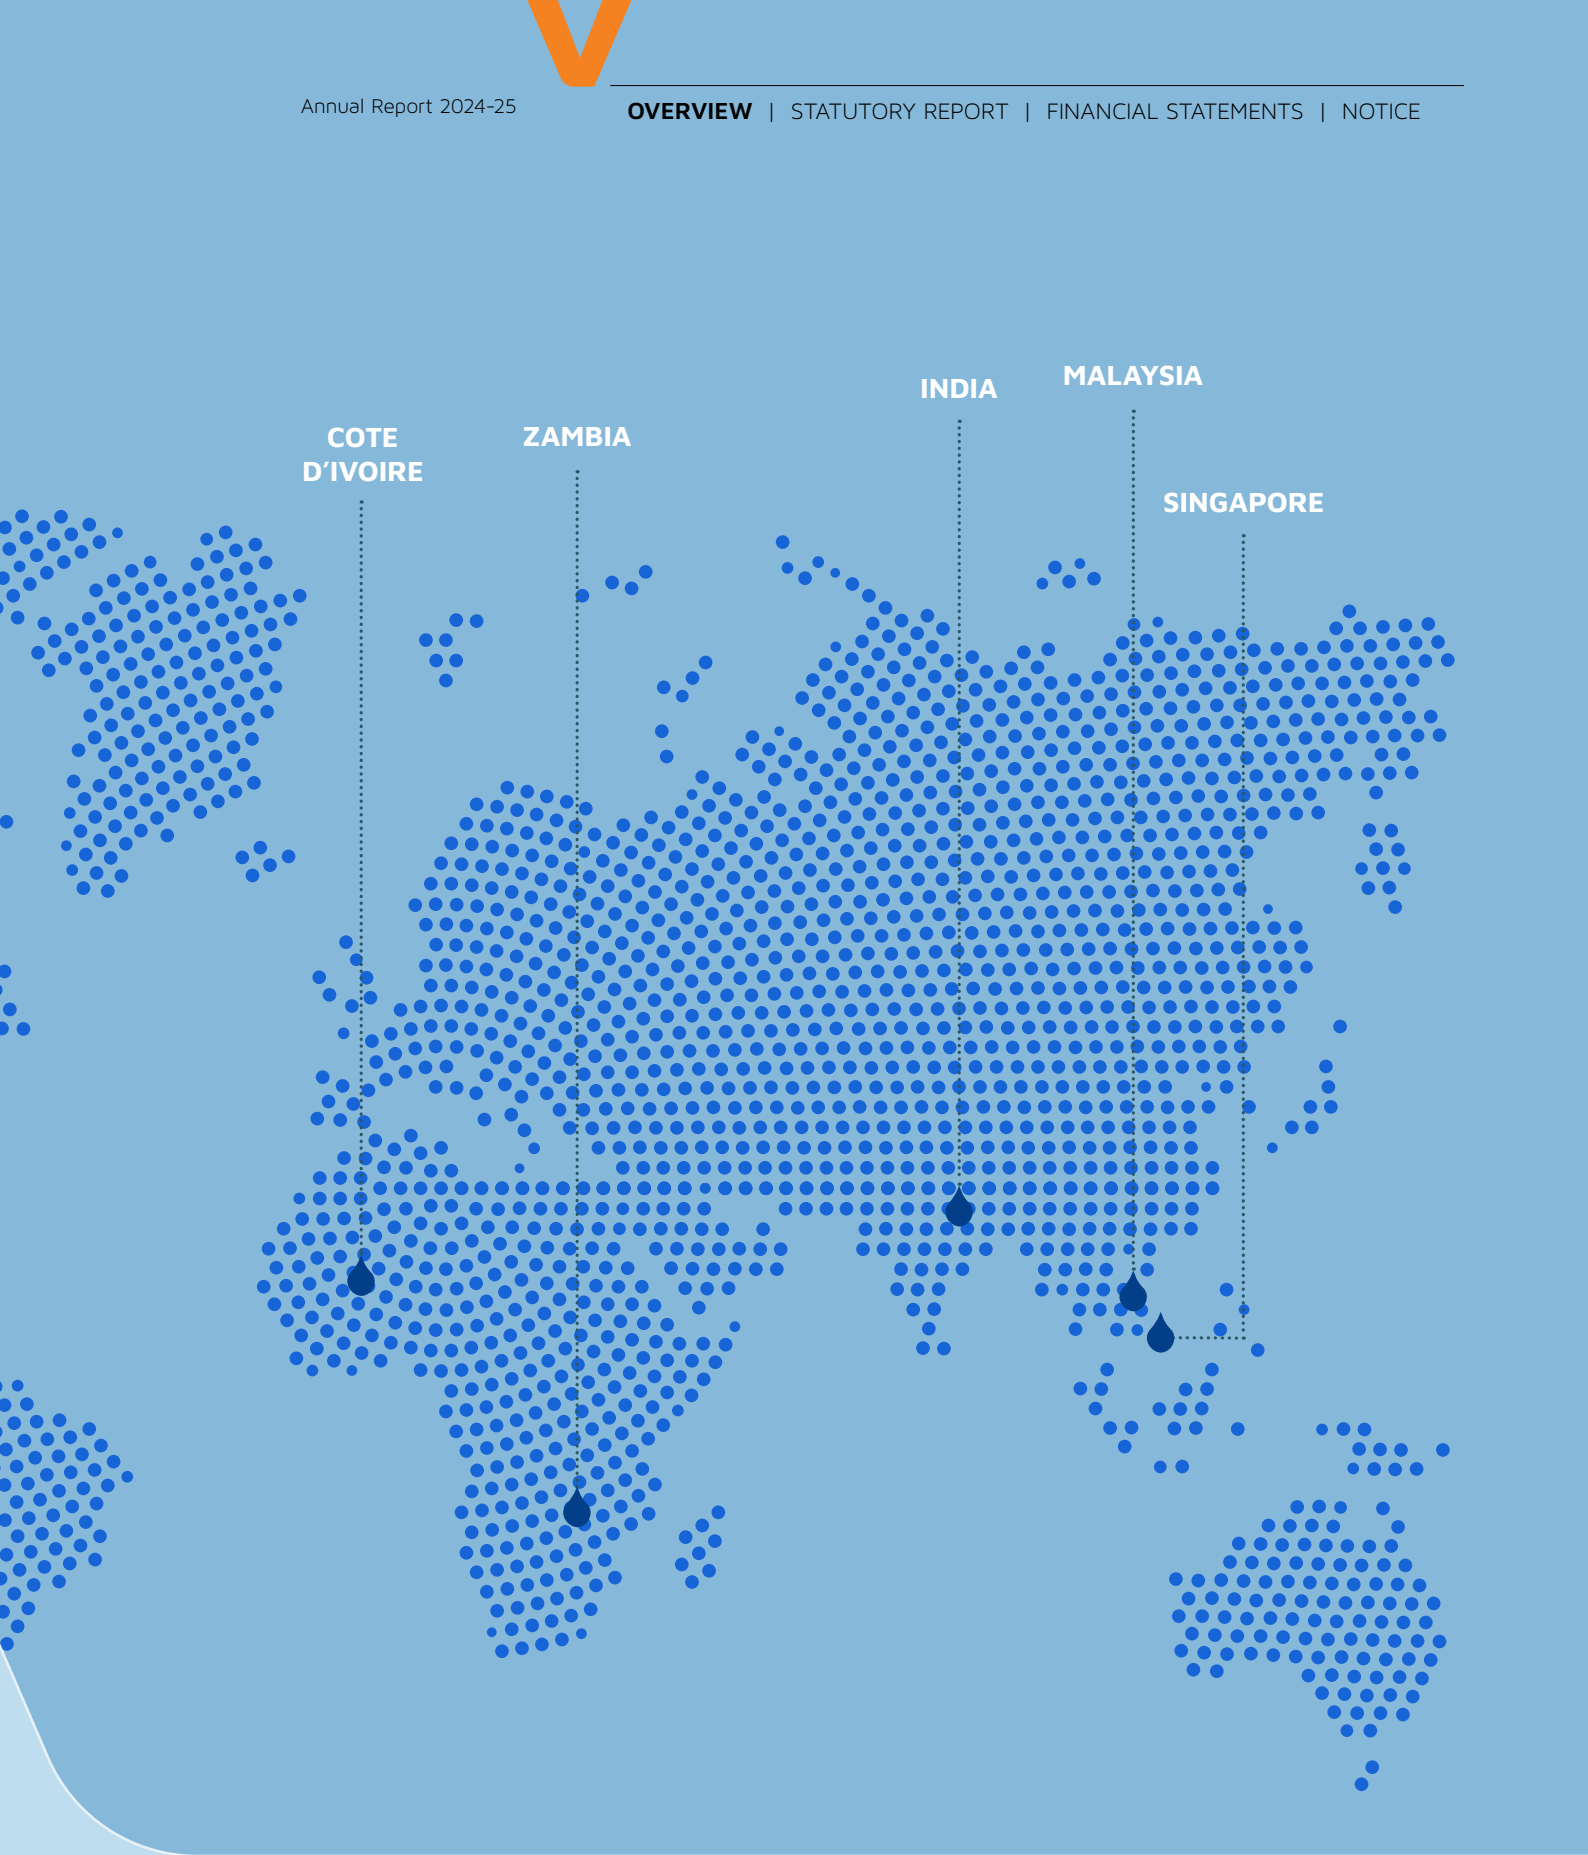 Annual Report 2024-25
OVERVIEW | STATUTORY REPORT | FINANCIAL STATEMENTS | NOTICE
MALAYSIA
INDIA
COTE
D’IVOIRE
ZAMBIA
SINGAPORE